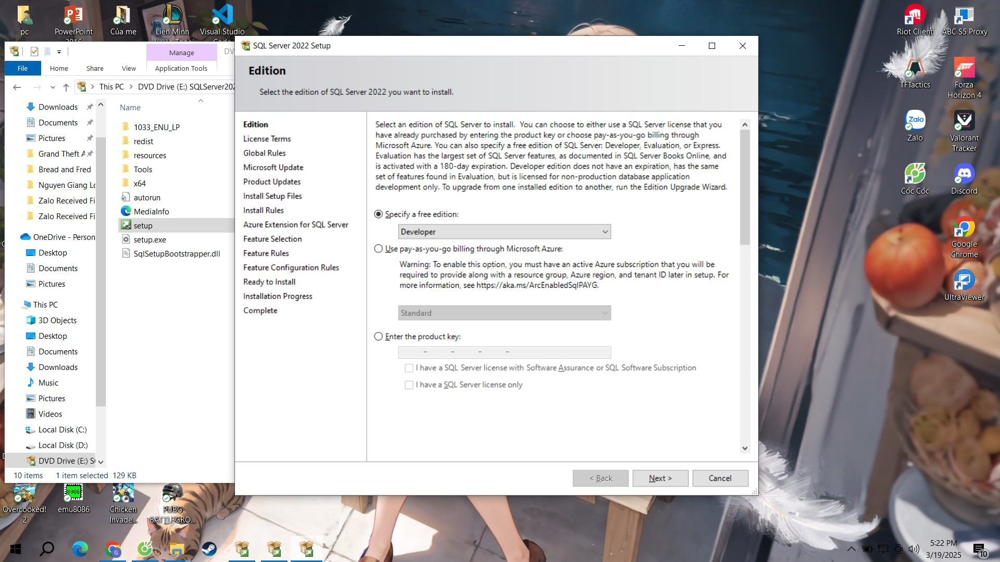 pc
PowerPoint
2016
Của me
Liên Minh
Huyền Thoại
Visual Studio
Code
Riot Client
ABC S5 Proxy
TFTactics
Forza
Horizon 4
Zalo
Zalo
Valorant
Tracker
Cốc Cốc
Discord
Google
Chrome
UltraViewer
Manage
DV
File
Home
Share
View
Application Tools
This PC
DVD Drive (E:) SQLServer202
Downloads
Documents
Pictures
Grand Theft A
Bread and Fred
Nguyen Giang Lo
Zalo Received Fi
Zalo Received Fi
OneDrive - Person
Desktop
Documents
Pictures
This PC
3D Objects
Desktop
Documents
Downloads
Music
Pictures
Videos
Local Disk (C:)
Local Disk (D:)
DVD Drive (E:) S
Name
1033_ENU_LP
redist
resources
Tools
x64
autorun
MediaInfo
setup
setup.exe
SqlSetupBootstrapper.dll
10 items
1 item selected 129 KB
SQL Server 2022 Setup
Edition
Select the edition of SQL Server 2022 you want to install.
Edition
License Terms
Global Rules
Microsoft Update
Product Updates
Install Setup Files
Install Rules
Azure Extension for SQL Server
Feature Selection
Feature Rules
Feature Configuration Rules
Ready to Install
Installation Progress
Complete
Select an edition of SQL Server to install. You can choose to either use a SQL Server license that you
have already purchased by entering the product key or choose pay-as-you-go billing through
Microsoft Azure. You can also specify a free edition of SQL Server: Developer, Evaluation, or Express.
Evaluation has the largest set of SQL Server features, as documented in SQL Server Books Online, and
is activated with a 180-day expiration. Developer edition does not have an expiration, has the same
set of features found in Evaluation, but is licensed for non-production database application
development only. To upgrade from one installed edition to another, run the Edition Upgrade Wizard.
Specify a free edition:
Developer
Use pay-as-you-go billing through Microsoft Azure:
Warning: To enable this option, you must have an active Azure subscription that you will be
required to provide along with a resource group, Azure region, and tenant ID later in setup. For
more information, see https://aka.ms/ArcEnabledSqlPAYG.
Standard
Enter the product key:
- - - -
I have a SQL Server license with Software Assurance or SQL Software Subscription
I have a SQL Server license only
< Back
Next >
Cancel
Overcooked!
2
8086
emu8086
Chicken
Invade...
PUBG
BATTLEGRO...
5:22 PM
3/19/2025
10